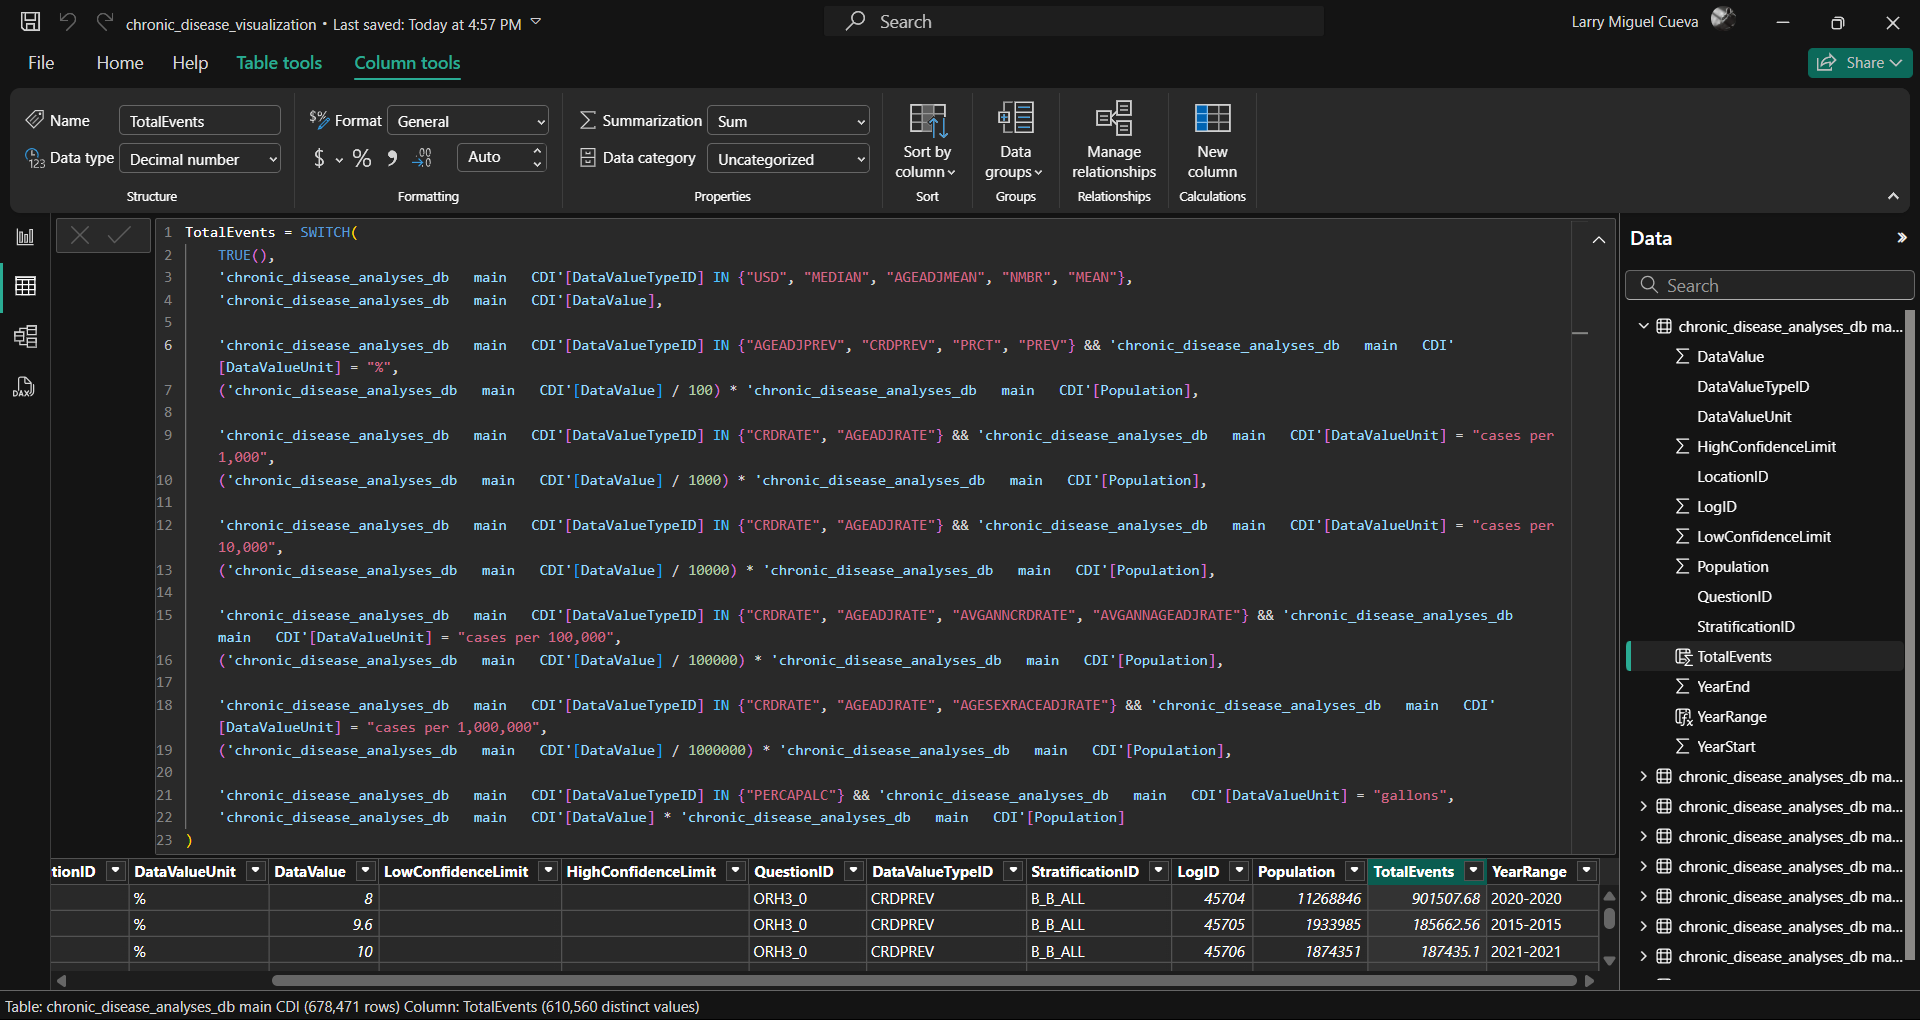 chronic_disease_visualization • Last saved: Today at 4:57 PM
Search
Larry Miguel Cueva
File Home Help Table tools Column tools
Share
Name TotalEvents
Data type Decimal number
Structure
Format General
$ % , .00 Auto
Formatting
Summarization Sum
Data category Uncategorized
Properties
Sort by column
Sort
Data groups
Groups
Manage relationships
Relationships
New column
Calculations
1 TotalEvents = SWITCH(
2 TRUE(),
3 'chronic_disease_analyses_db main CDI'[DataValueTypeID] IN {"USD", "MEDIAN", "AGEADJMEAN", "NMBR", "MEAN"},
4 'chronic_disease_analyses_db main CDI'[DataValue],
5
6 'chronic_disease_analyses_db main CDI'[DataValueTypeID] IN {"AGEADJPREV", "CRDPREV", "PRCT", "PREV"} && 'chronic_disease_analyses_db main CDI'
[DataValueUnit] = "%",
7 ('chronic_disease_analyses_db main CDI'[DataValue] / 100) * 'chronic_disease_analyses_db main CDI'[Population],
8
9 'chronic_disease_analyses_db main CDI'[DataValueTypeID] IN {"CRDRATE", "AGEADJRATE"} && 'chronic_disease_analyses_db main CDI'[DataValueUnit] = "cases per
1,000",
10 ('chronic_disease_analyses_db main CDI'[DataValue] / 1000) * 'chronic_disease_analyses_db main CDI'[Population],
11
12 'chronic_disease_analyses_db main CDI'[DataValueTypeID] IN {"CRDRATE", "AGEADJRATE"} && 'chronic_disease_analyses_db main CDI'[DataValueUnit] = "cases per
10,000",
13 ('chronic_disease_analyses_db main CDI'[DataValue] / 10000) * 'chronic_disease_analyses_db main CDI'[Population],
14
15 'chronic_disease_analyses_db main CDI'[DataValueTypeID] IN {"CRDRATE", "AGEADJRATE", "AVGANNCRDRATE", "AVGANNAGEADJRATE"} && 'chronic_disease_analyses_db
main CDI'[DataValueUnit] = "cases per 100,000",
16 ('chronic_disease_analyses_db main CDI'[DataValue] / 100000) * 'chronic_disease_analyses_db main CDI'[Population],
17
18 'chronic_disease_analyses_db main CDI'[DataValueTypeID] IN {"CRDRATE", "AGEADJRATE", "AGESEXRACEADJRATE"} && 'chronic_disease_analyses_db main CDI'
[DataValueUnit] = "cases per 1,000,000",
19 ('chronic_disease_analyses_db main CDI'[DataValue] / 1000000) * 'chronic_disease_analyses_db main CDI'[Population],
20
21 'chronic_disease_analyses_db main CDI'[DataValueTypeID] IN {"PERCAPALC"} && 'chronic_disease_analyses_db main CDI'[DataValueUnit] = "gallons",
22 'chronic_disease_analyses_db main CDI'[DataValue] * 'chronic_disease_analyses_db main CDI'[Population]
23 )
DAX
tionID DataValueUnit DataValue LowConfidenceLimit HighConfidenceLimit QuestionID DataValueTypeID StratificationID LogID Population TotalEvents YearRange
% 8 ORH3_0 CRDPREV B_B_ALL 45704 11268846 901507.68 2020-2020
% 9.6 ORH3_0 CRDPREV B_B_ALL 45705 1933985 185662.56 2015-2015
% 10 ORH3_0 CRDPREV B_B_ALL 45706 1874351 187435.1 2021-2021
Data
Search
chronic_disease_analyses_db ma...
DataValue
DataValueTypeID
DataValueUnit
HighConfidenceLimit
LocationID
LogID
LowConfidenceLimit
Population
QuestionID
StratificationID
TotalEvents
YearEnd
YearRange
YearStart
chronic_disease_analyses_db ma...
chronic_disease_analyses_db ma...
chronic_disease_analyses_db ma...
chronic_disease_analyses_db ma...
chronic_disease_analyses_db ma...
chronic_disease_analyses_db ma...
chronic_disease_analyses_db ma...
Table: chronic_disease_analyses_db main CDI (678,471 rows) Column: TotalEvents (610,560 distinct values)